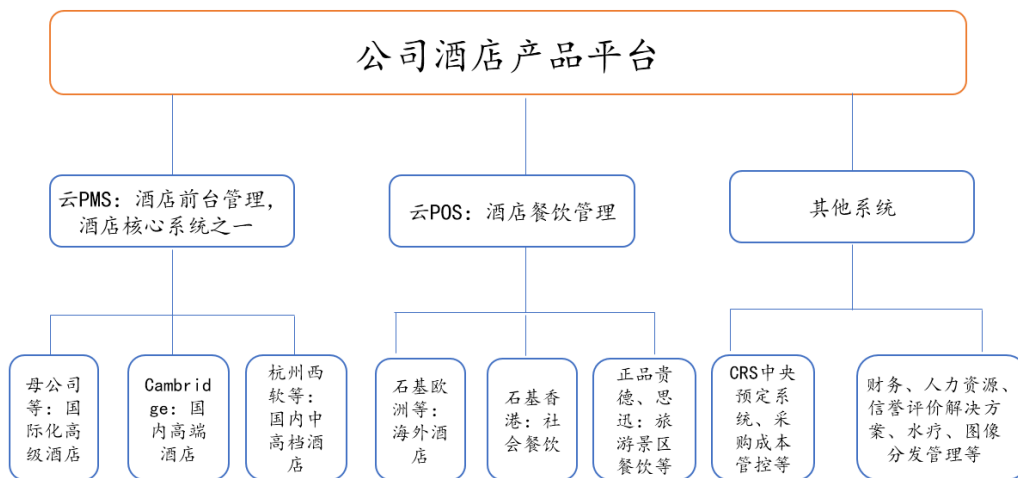 公司酒店产品平台
云PMS：酒店前台管理，
酒店核心系统之一
云POS：酒店餐饮管理
其他系统
母公司
等：国
际化高
级酒店
Cambrid
ge：国
内高端
酒店
杭州西
软等：
国内中
高档酒
店
石基欧
洲等：
海外酒
店
石基香
港：社
会餐饮
正品贵
德、思
迅：旅
游景区
餐饮等
CRS中央
预定系
统、采
购成本
管控等
财务、人力资源、
信誉评价解决方
案、水疗、图像
分发管理等